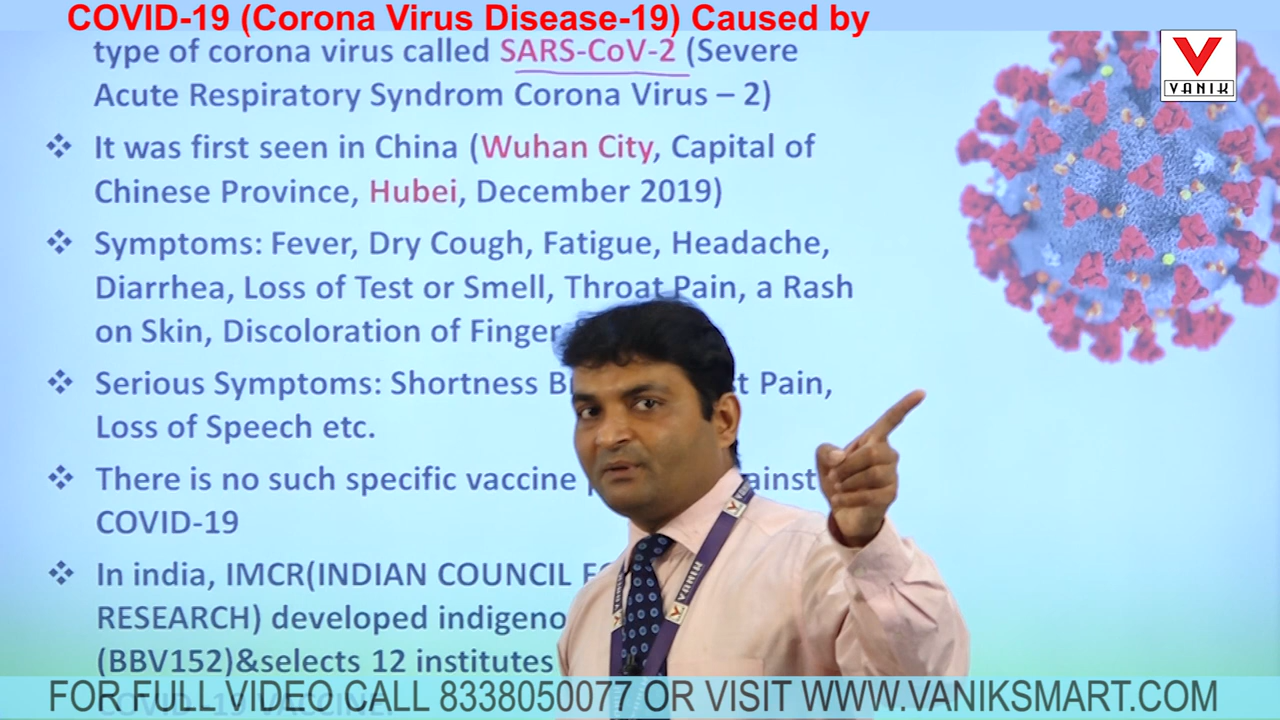 COVID-19 (Corona Virus Disease-19) Caused by
type of corona virus called SARS-CoV-2 (Severe
Acute Respiratory Syndrom Corona Virus – 2)
VANIK
❖ It was first seen in China (Wuhan City, Capital of
Chinese Province, Hubei, December 2019)
❖ Symptoms: Fever, Dry Cough, Fatigue, Headache,
Diarrhea, Loss of Test or Smell, Throat Pain, a Rash
on Skin, Discoloration of Finger
❖ Serious Symptoms: Shortness Pain,
Loss of Speech etc.
❖ There is no such specific vaccine
COVID-19
❖ In india, IMCR(INDIAN COUNCIL
RESEARCH) developed
(BBV152)&selects 12 institutes
COVID-19 VACCINE.
VANIK
FOR FULL VIDEO CALL 8338050077 OR VISIT WWW.VANIKSMART.COM